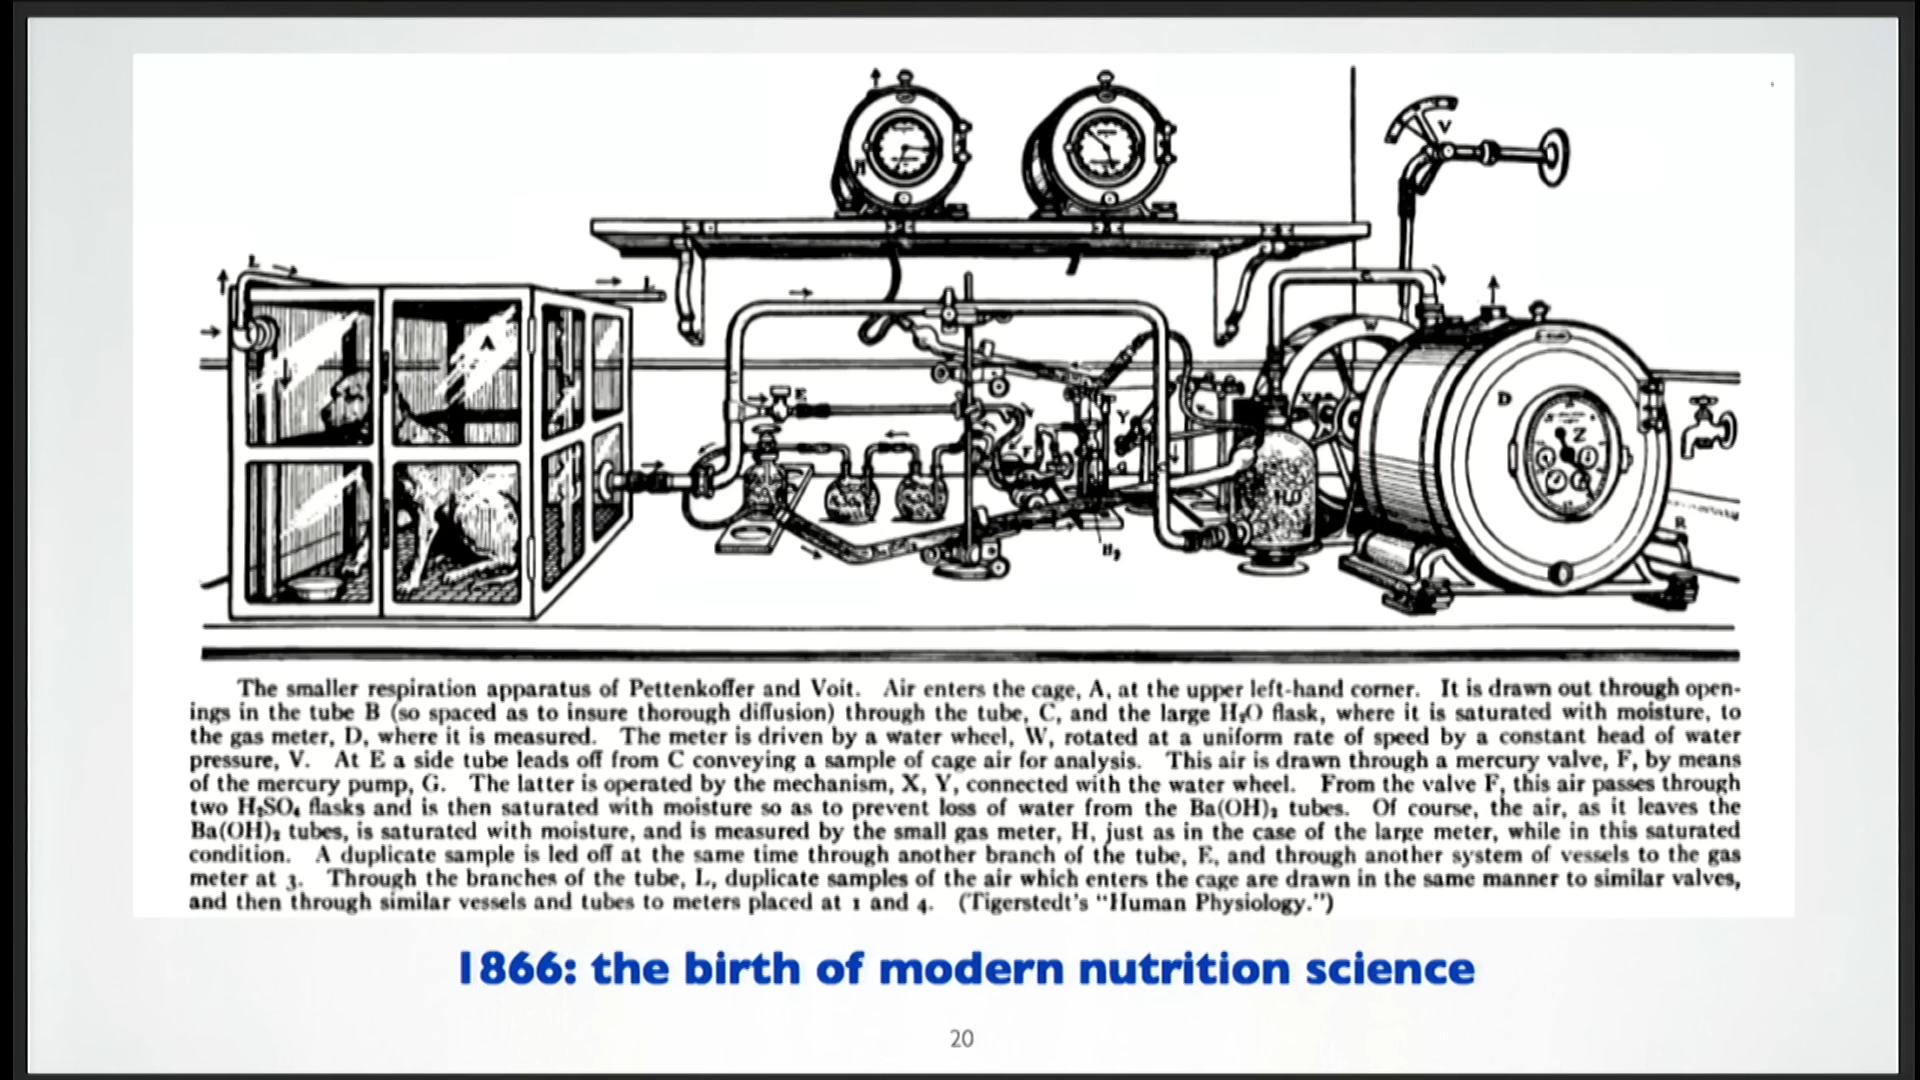 L
L
V
A
C
W
E
X
D
Y
Z
F
G
H₂O
H
R
The smaller respiration apparatus of Pettenkoffer and Voit. Air enters the cage, A, at the upper left-hand corner. It is drawn out through open-
ings in the tube B (so spaced as to insure thorough diffusion) through the tube, C, and the large H₂O flask, where it is saturated with moisture, to
the gas meter, D, where it is measured. The meter is driven by a water wheel, W, rotated at a uniform rate of speed by a constant head of water
pressure, V. At E a side tube leads off from C conveying a sample of cage air for analysis. This air is drawn through a mercury valve, F, by means
of the mercury pump, G. The latter is operated by the mechanism, X, Y, connected with the water wheel. From the valve F, this air passes through
two H₂SO₄ flasks and is then saturated with moisture so as to prevent loss of water from the Ba(OH)₂ tubes. Of course, the air, as it leaves the
Ba(OH)₂ tubes, is saturated with moisture, and is measured by the small gas meter, H, just as in the case of the large meter, while in this saturated
condition. A duplicate sample is led off at the same time through another branch of the tube, E, and through another system of vessels to the gas
meter at 3. Through the branches of the tube, L, duplicate samples of the air which enters the cage are drawn in the same manner to similar valves,
and then through similar vessels and tubes to meters placed at 1 and 4. (Tigerstedt's "Human Physiology.")
1866: the birth of modern nutrition science
20